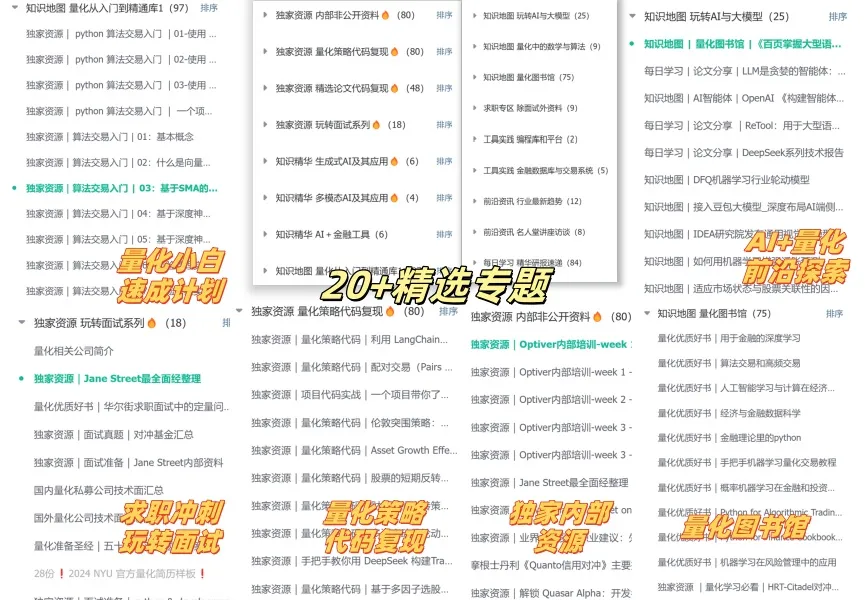 知识地图 量化从入门到精通库1（97） 排序
独家资源｜ python 算法交易入门 ｜01-使用 ...
独家资源｜ python 算法交易入门 ｜02-使用 ...
独家资源｜ python 算法交易入门 ｜03-使用 ...
独家资源｜ python 算法交易入门 ｜ 一个项...
独家资源｜算法交易入门｜01：基本概念
独家资源｜算法交易入门｜02：什么是向量...
独家资源｜算法交易入门｜03：基于SMA的...
独家资源｜算法交易入门｜04：基于深度神...
独家资源｜算法交易入门｜05：基于深度神...
独家资源｜算法
独家资源｜算法
量化小白
速成计划
独家资源 内部非公开资料🔥（80） 排序
独家资源 量化策略代码复现🔥（80） 排序
独家资源 精选论文代码复现🔥（48） 排序
独家资源 玩转面试系列🔥（18） 排序
知识精华 生成式AI及其应用🔥（6） 排序
知识精华 多模态AI及其应用🔥（4） 排序
知识精华 AI＋金融工具（6） 排序
知识地图 量化从入门到精通库
知识地图 玩转AI与大模型（25）
知识地图 量化中的数学与算法（9）
知识地图 量化图书馆（75）
求职专区 除面试外资料（9）
工具实践 编程库和平台（2）
工具实践 金融数据库与交易系统（5）
前沿资讯 行业最新趋势（12）
前沿资讯 名人堂讲座访谈（8）
每日学习 精华研报速递（84）
知识地图 玩转AI与大模型（25） 排序
知识地图｜量化图书馆｜《百页掌握大型语...
每日学习｜论文分享｜LLM是贪婪的智能体：...
知识地图｜AI智能体｜OpenAI 《构建智能体...
每日学习｜论文分享 ｜ReTool：用于大型语...
每日学习｜论文分享｜DeepSeek系列技术报告
知识地图｜DFQ机器学习行业轮动模型
知识地图｜接入豆包大模型_深度布局AI端侧...
知识地图｜IDEA研究院发
知识地图｜如何用机器学
知识地图｜适应市场状态与股票关联性的因...
AI+量化
前沿探索
20+精选专题
独家资源 玩转面试系列🔥（18） 排
量化相关公司简介
独家资源｜Jane Street最全面经整理
量化优质好书｜华尔街求职面试中的定量问..
独家资源｜面试真题｜对冲基金汇总
独家资源｜面试准备｜Jane Street内部资料
国内量化私募公司技术面汇总
国外量化公司技术面
量化准备圣经｜五十
28份❗2024 NYU 官方量化简历样板❗
求职冲刺
玩转面试
独家资源 量化策略代码复现🔥（80） 排序
独家资源｜量化策略代码｜利用 LangChain...
独家资源｜量化策略代码｜配对交易（Pairs ...
独家资源｜项目代码实战｜一个项目带你了...
独家资源｜量化策略代码｜伦敦突围策略：...
独家资源｜量化策略代码｜Asset Growth Effe...
独家资源｜量化策略代码｜股票的短期反转...
独家资源｜量
独家资源｜量
独家资源｜手把手教你用 DeepSeek 构建Tra...
独家资源｜量化策略代码｜基于多因子选股...
量化策略
代码复现
独家资源 内部非公开资料🔥（80）
独家资源｜Optiver内部培训-week
独家资源｜Optiver内部培训-week 1 -
独家资源｜Optiver内部培训-week 2 -
独家资源｜Optiver内部培训-week 3 -
独家资源｜Optiver内部培训-week 3 -
独家资源｜Jane Street最全面经整理
独家资源
独家资源｜业界
摩根士丹利《Quanto信用对冲》主要
独家资源｜解锁 Quasar Alpha：开发
独家内部
资源
知识地图 量化图书馆（75） 排序
量化优质好书｜用于金融的深度学习
量化优质好书｜算法交易和高频交易
量化优质好书｜人工智能学习与计算在经济...
量化优质好书｜经济与金融数据科学
量化优质好书｜金融理论里的python
量化优质好书｜手把手机器学习量化交易教程
量化优质好书｜概率机器学习在金融和投资...
量化优质好书｜Python for Algorithmic Tradin...
量化优质好书｜机器学习在风险管理中的应用
独家资源 ｜量化学习必看｜HRT-Citadel对冲...
量化图书馆